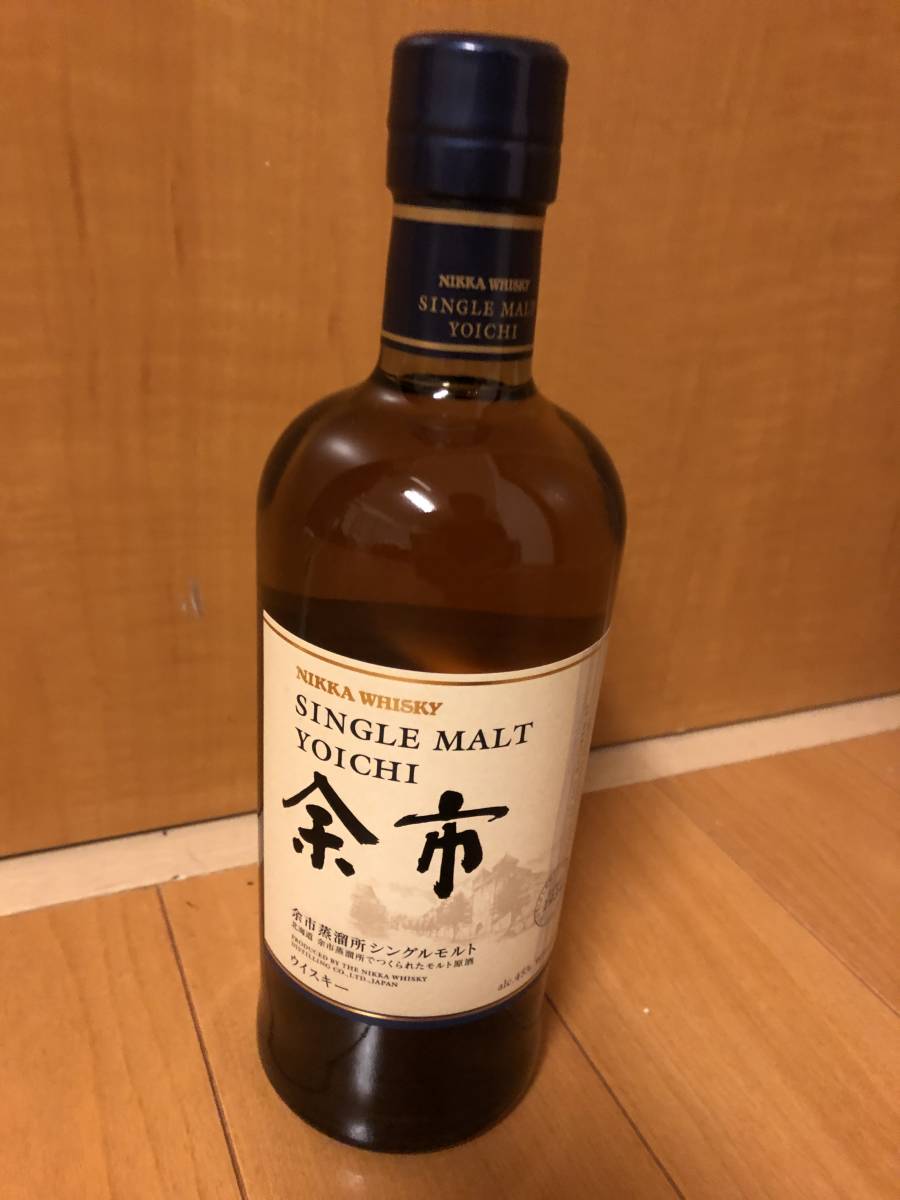 NIKKA WHISKY
SINGLE MALT
YOICHI
NIKKA WHISKY
SINGLE MALT
YOICHI
余市
余市蒸溜所シングルモルト
北海道 余市蒸溜所でつくられたモルト原酒
PRODUCED BY THE NIKKA WHISKY
DISTILLING CO., LTD., JAPAN
ウイスキー
alc. 45%